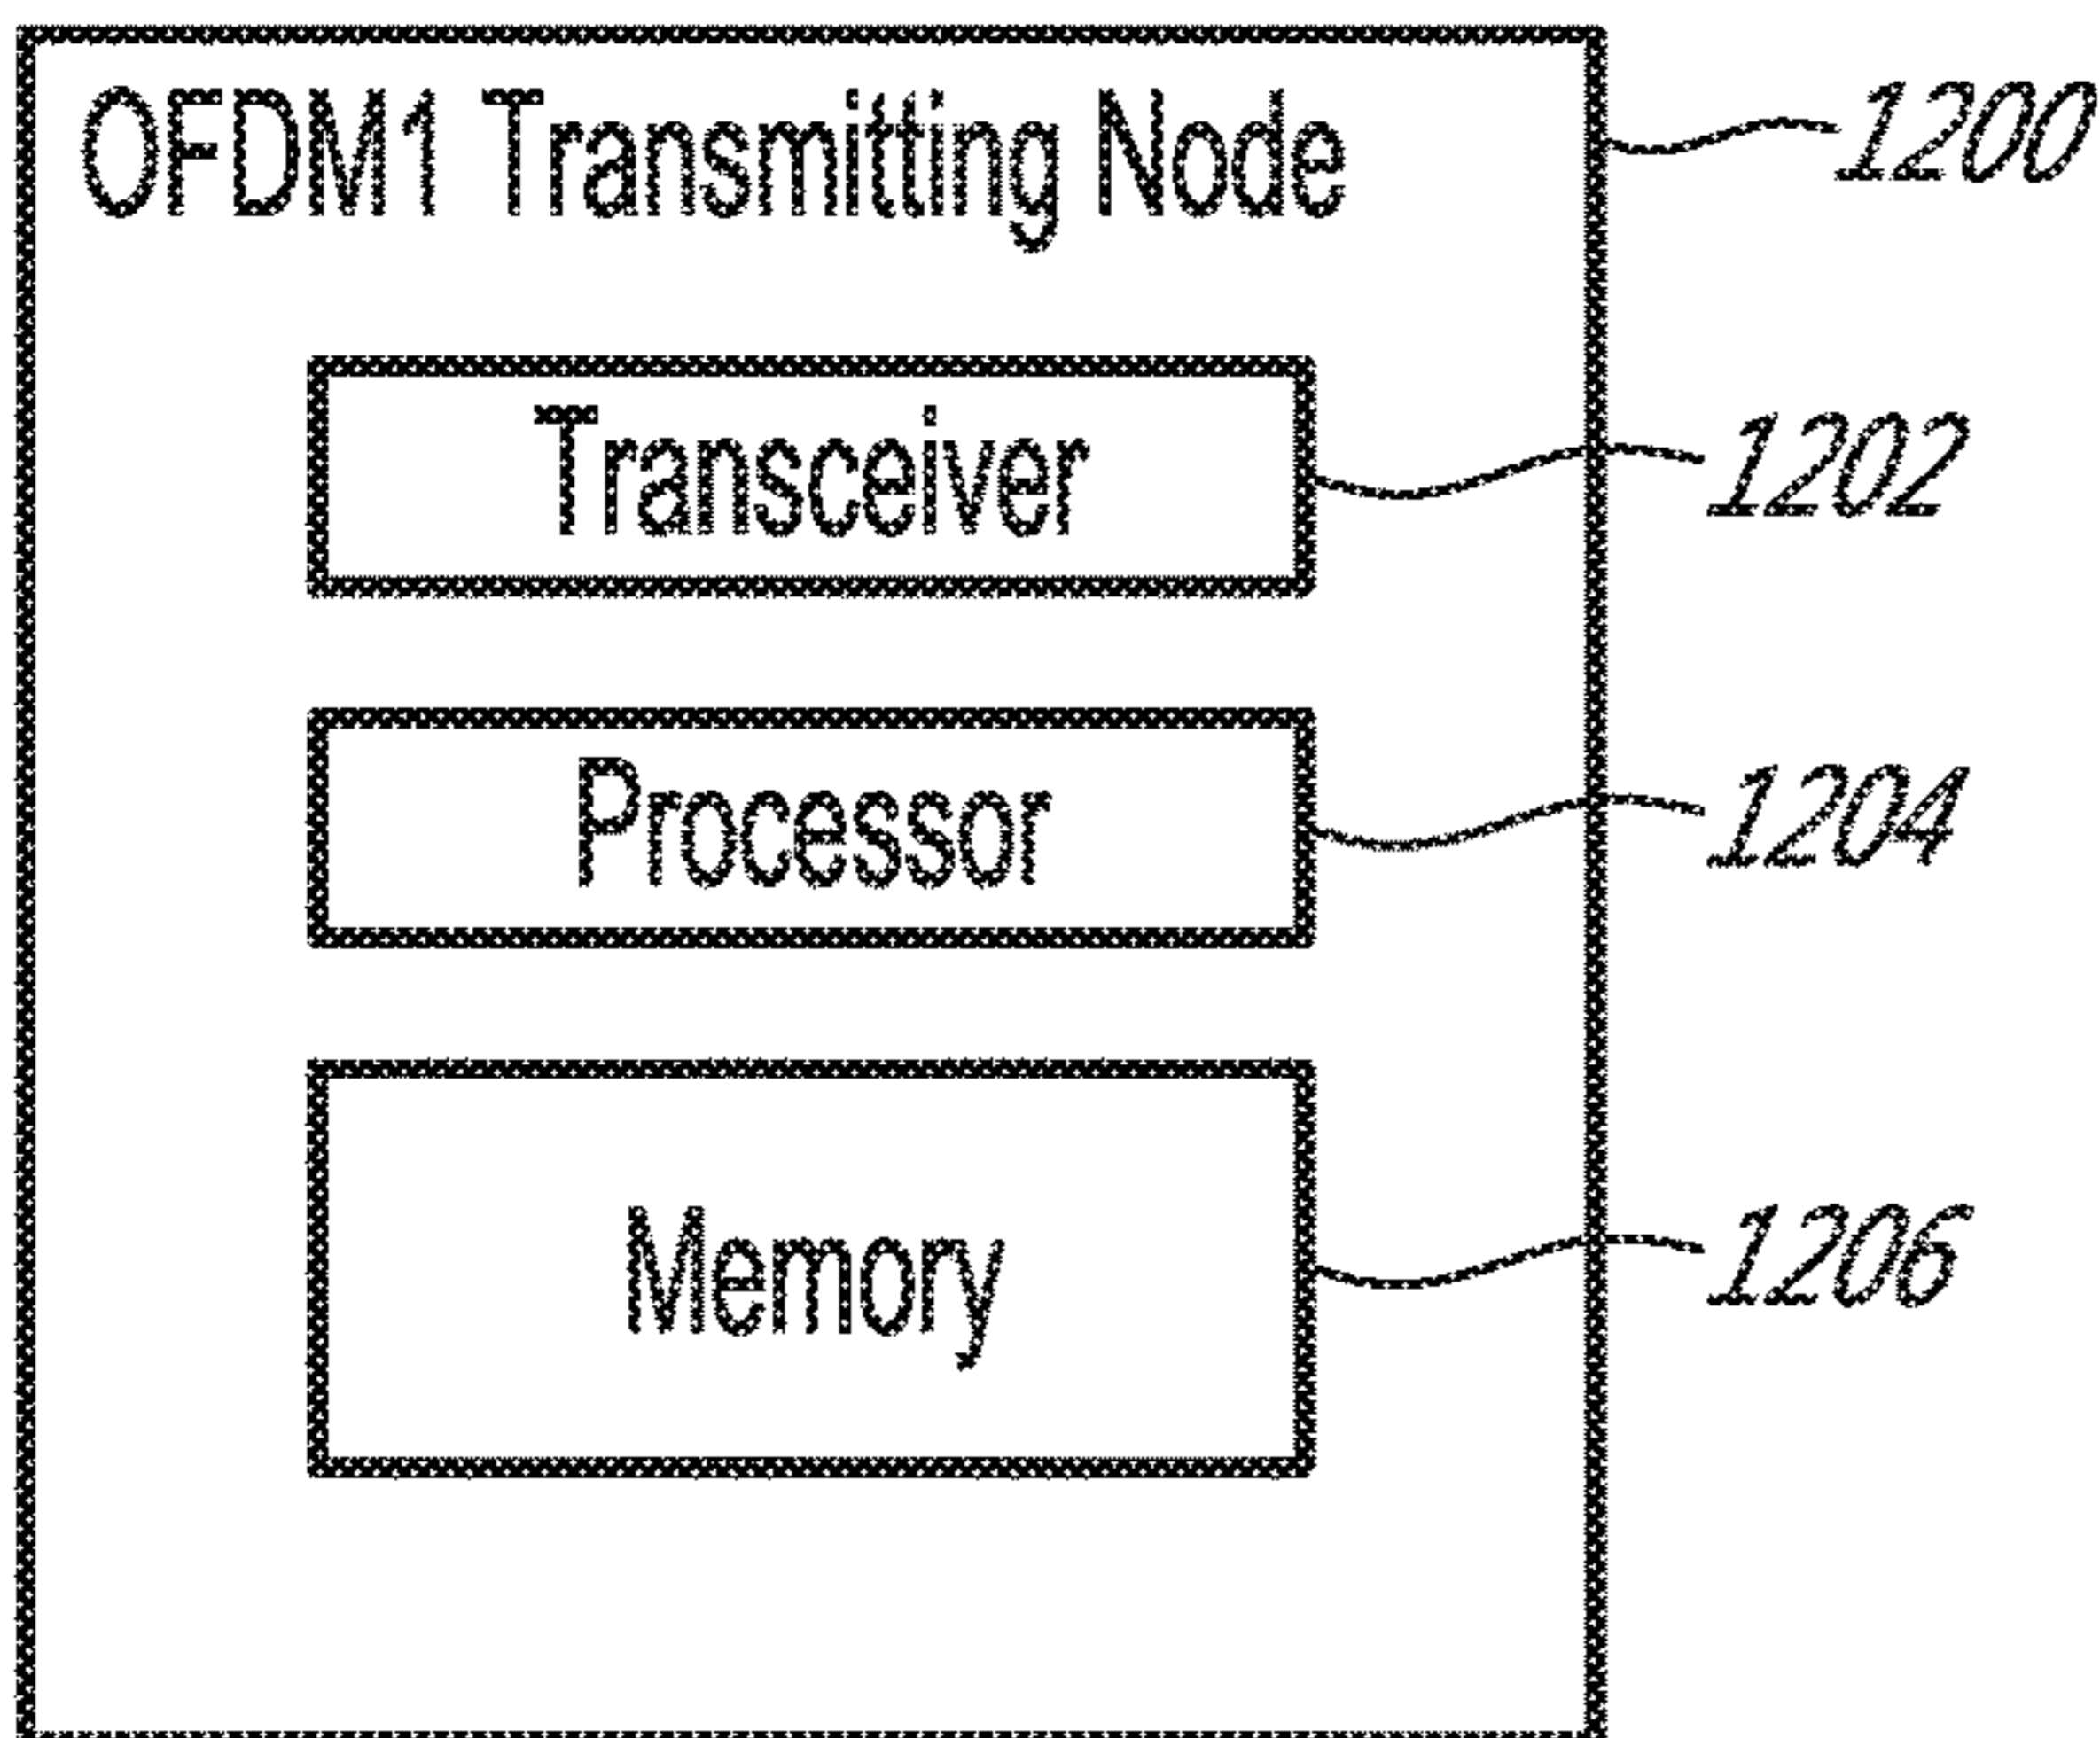 OFDM1 Transmitting Node
1200
Transceiver
1202
Processor
1204
Memory
1206